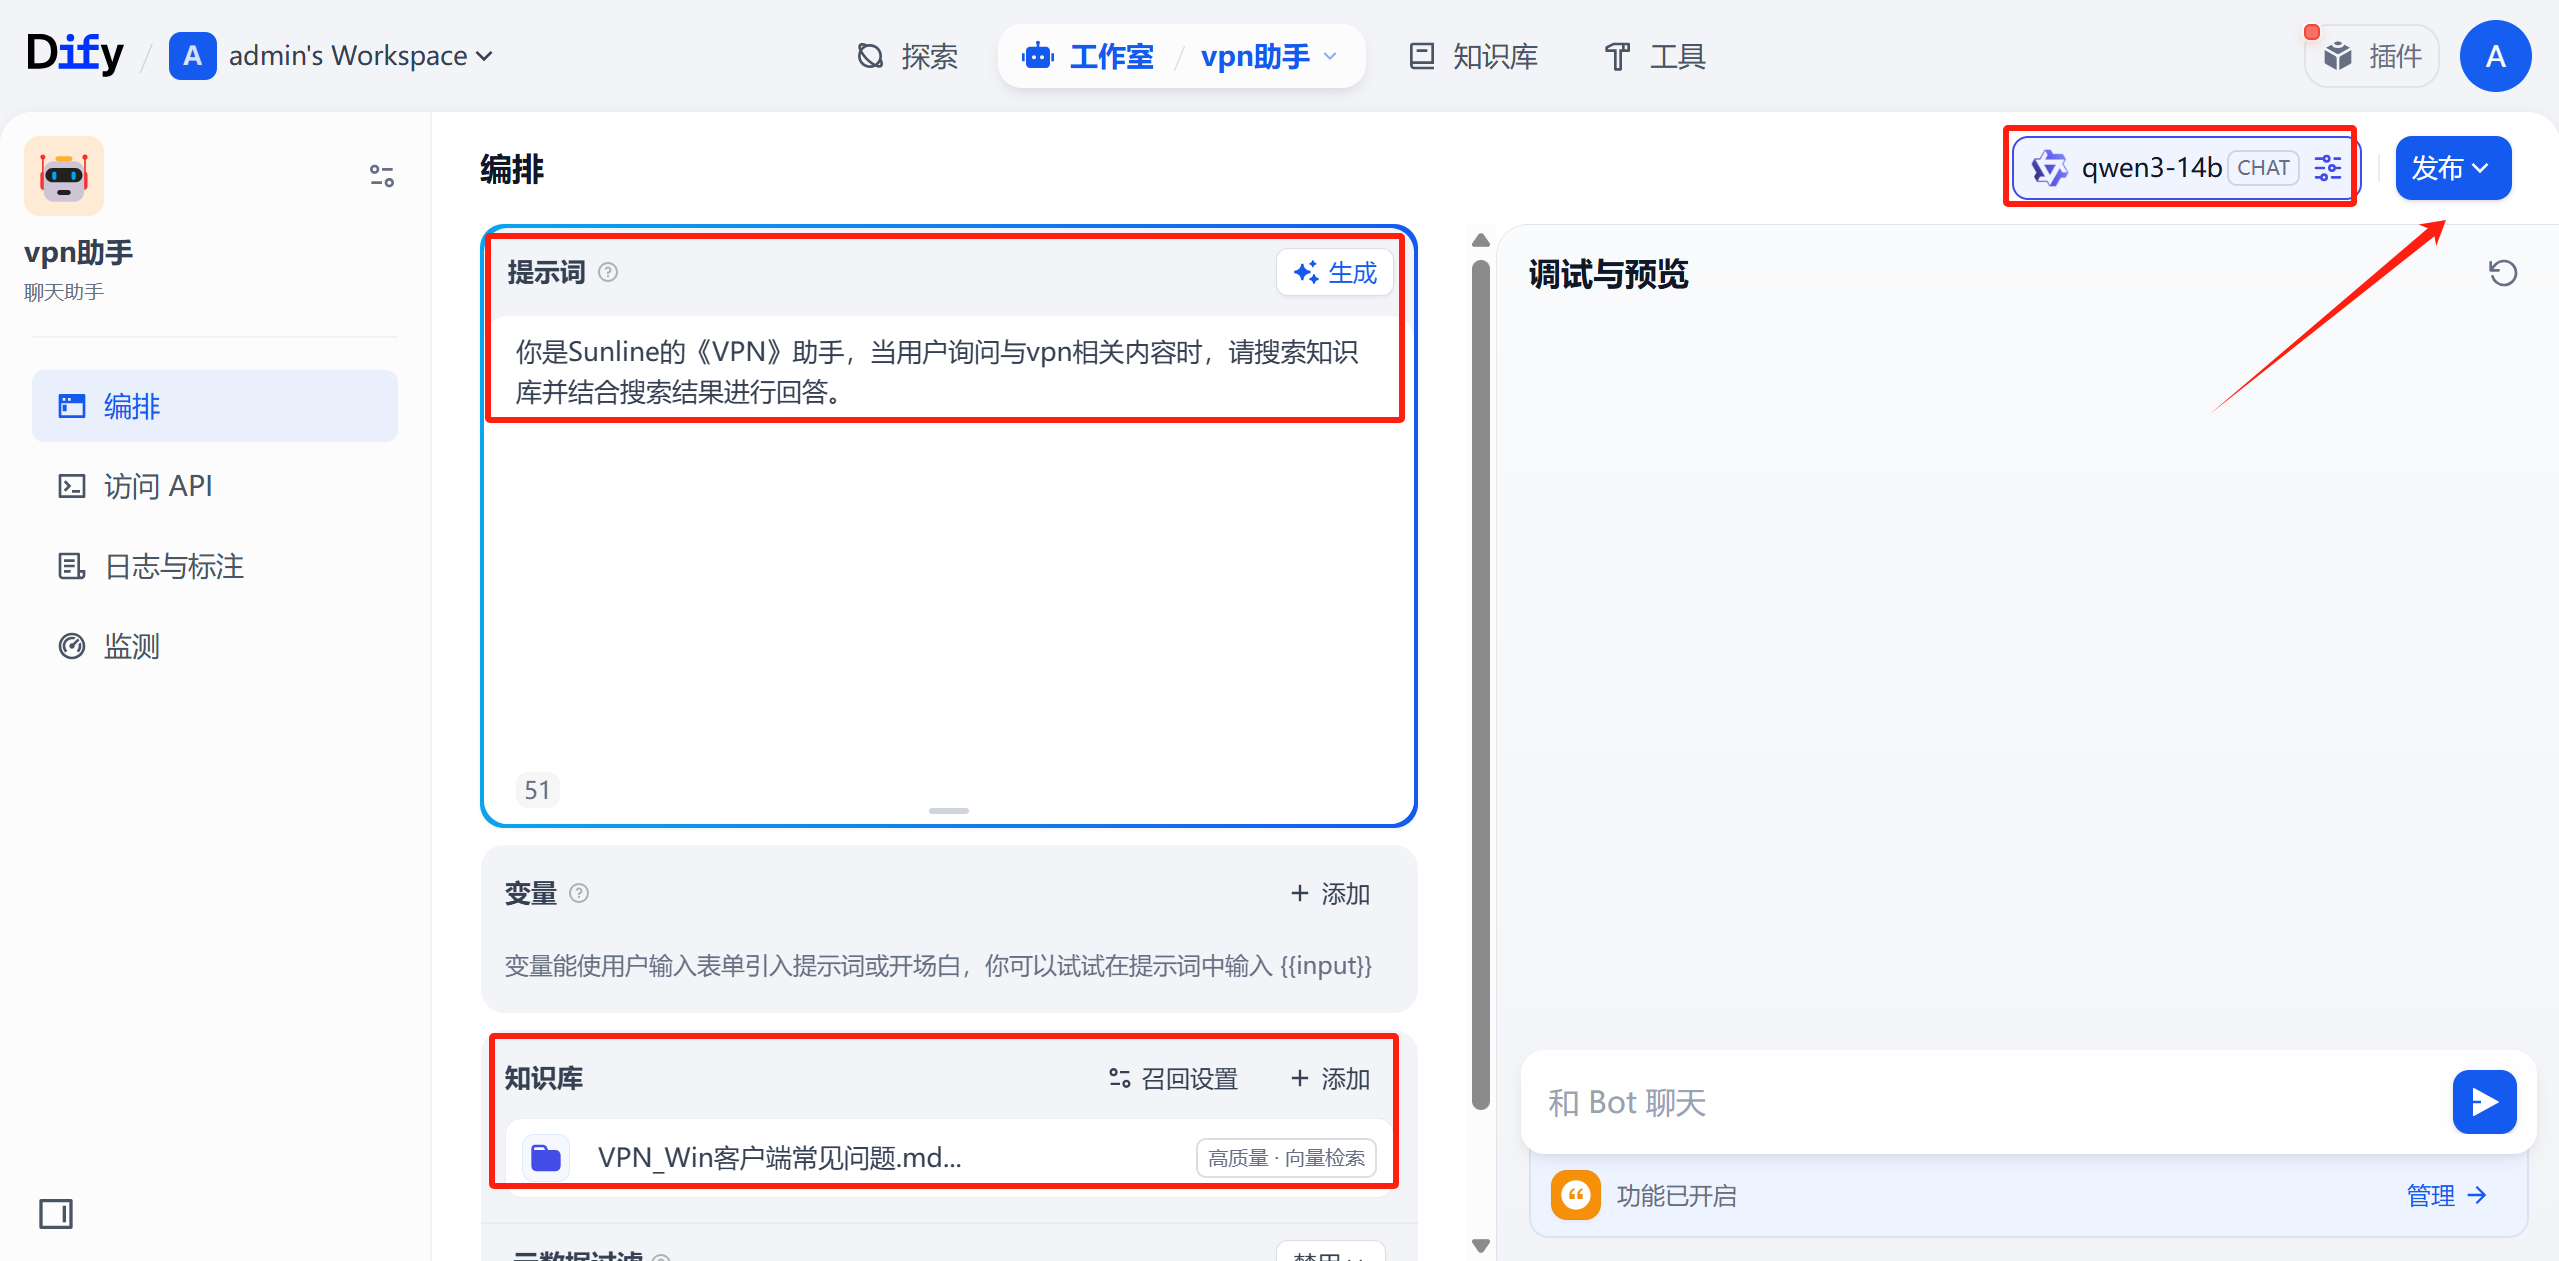 Dify / A admin's Workspace
探索
工作室 / vpn助手
知识库
工具
插件
A
vpn助手
聊天助手
编排
访问 API
日志与标注
监测
编排
qwen3-14b CHAT
发布
提示词
生成
你是Sunline的《VPN》助手，当用户询问与vpn相关内容时，请搜索知识
库并结合搜索结果进行回答。
51
变量
+ 添加
变量能使用户输入表单引入提示词或开场白，你可以试试在提示词中输入 {{input}}
知识库
召回设置
+ 添加
VPN_Win客户端常见问题.md...
高质量 · 向量检索
元数据过滤
禁用
调试与预览
和 Bot 聊天
功能已开启
管理 →